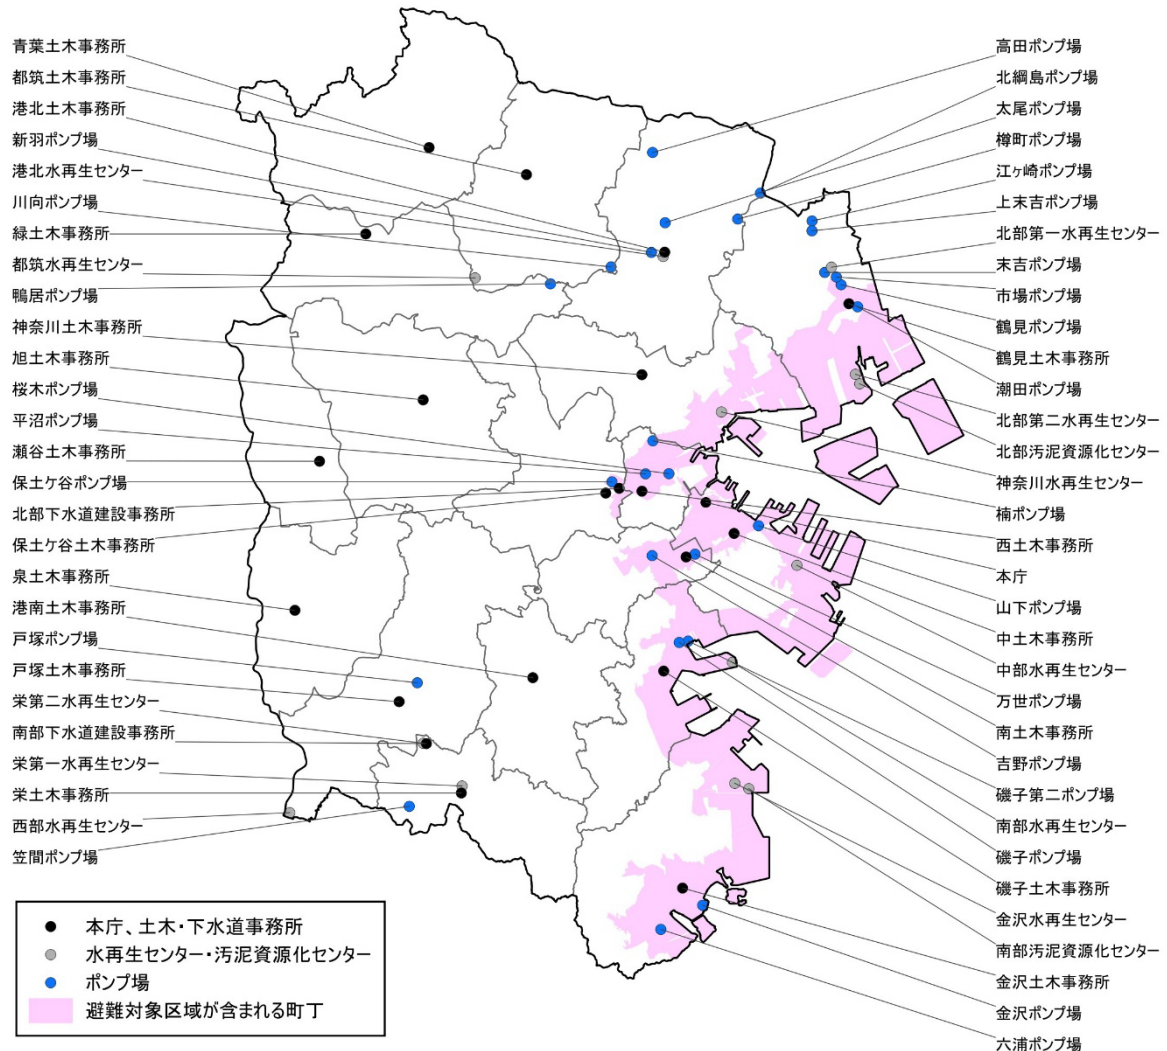 青葉土木事務所
都筑土木事務所
港北土木事務所
新羽ポンプ場
港北水再生センター
川向ポンプ場
緑土木事務所
都筑水再生センター
鴨居ポンプ場
神奈川土木事務所
旭土木事務所
桜木ポンプ場
平沼ポンプ場
瀬谷土木事務所
保土ケ谷ポンプ場
北部下水道建設事務所
保土ケ谷土木事務所
泉土木事務所
港南土木事務所
戸塚ポンプ場
戸塚土木事務所
栄第二水再生センター
南部下水道建設事務所
栄第一水再生センター
栄土木事務所
西部水再生センター
笠間ポンプ場
高田ポンプ場
北綱島ポンプ場
太尾ポンプ場
樽町ポンプ場
江ヶ崎ポンプ場
上末吉ポンプ場
北部第一水再生センター
末吉ポンプ場
市場ポンプ場
鶴見ポンプ場
鶴見土木事務所
潮田ポンプ場
北部第二水再生センター
北部汚泥資源化センター
神奈川水再生センター
楠ポンプ場
西土木事務所
本庁
山下ポンプ場
中土木事務所
中部水再生センター
万世ポンプ場
南土木事務所
吉野ポンプ場
磯子第二ポンプ場
南部水再生センター
磯子ポンプ場
磯子土木事務所
金沢水再生センター
南部汚泥資源化センター
金沢土木事務所
金沢ポンプ場
六浦ポンプ場
本庁、土木・下水道事務所
水再生センター・汚泥資源化センター
ポンプ場
避難対象区域が含まれる町丁